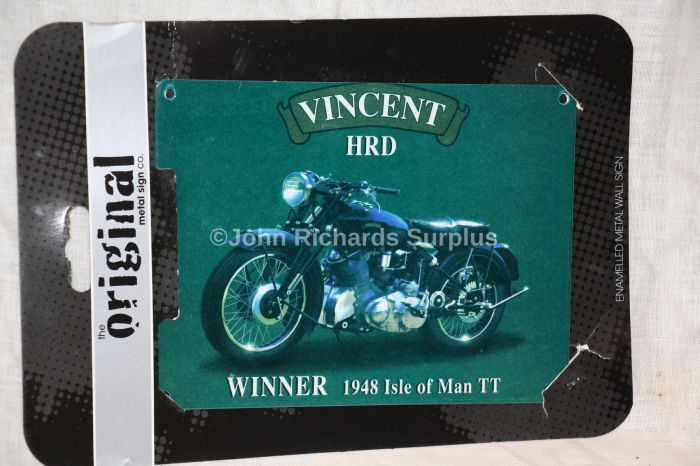 VINCENT
HRD
©John Richards Surplus
WINNER 1948 Isle of Man TT
the
original
metal sign co.
ENAMELLED METAL WALL SIGN